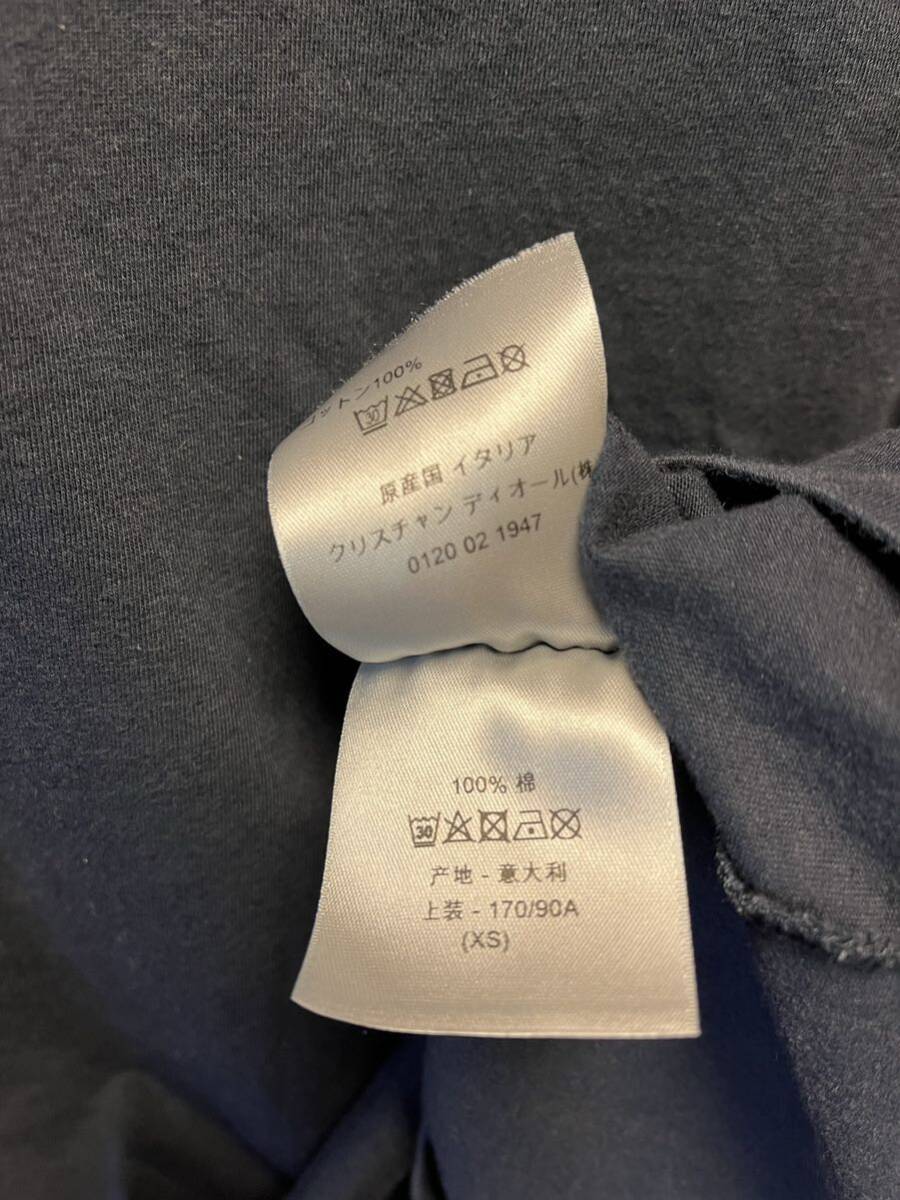 コットン100%
30
原産国 イタリア
クリスチャン ディオール(株
0120 02 1947
100% 棉
30
产地 - 意大利
上装 - 170/90A
(XS)